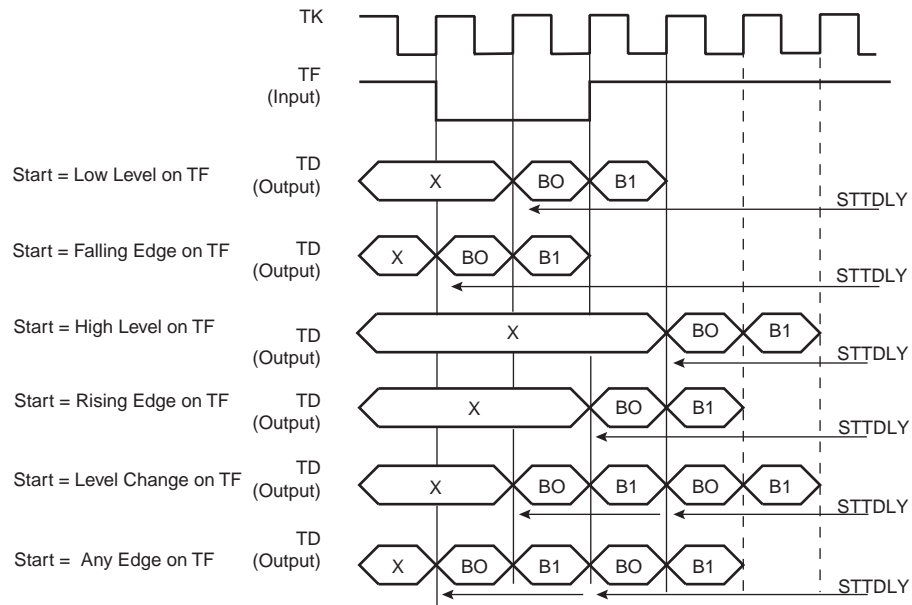 TK
TF
(Input)
Start = Low Level on TF
TD
(Output)
X
BO
B1
STTDLY
Start = Falling Edge on TF
TD
(Output)
X
BO
B1
STTDLY
Start = High Level on TF
TD
(Output)
X
BO
B1
STTDLY
Start = Rising Edge on TF
TD
(Output)
X
BO
B1
STTDLY
Start = Level Change on TF
TD
(Output)
X
BO
B1
BO
B1
STTDLY
Start = Any Edge on TF
TD
(Output)
X
BO
B1
BO
B1
STTDLY